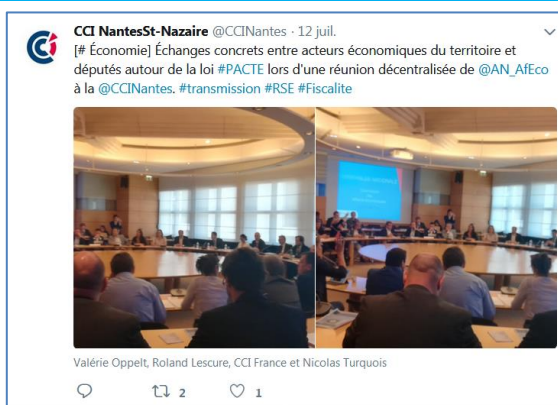 CCI NantesSt-Nazaire @CCINantes · 12 juil.
[# Économie] Échanges concrets entre acteurs économiques du territoire et
députés autour de la loi #PACTE lors d'une réunion décentralisée de @AN_AfEco
à la @CCINantes. #transmission #RSE #Fiscalite
Valérie Oppelt, Roland Lescure, CCI France et Nicolas Turquois
2 1